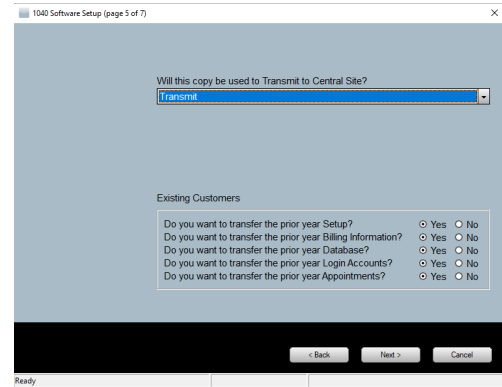 1040 Software Setup (page 5 of 7)
Will this copy be used to Transmit to Central Site?
Transmit
Existing Customers
Do you want to transfer the prior year Setup? Yes No
Do you want to transfer the prior year Billing Information? Yes No
Do you want to transfer the prior year Database? Yes No
Do you want to transfer the prior year Login Accounts? Yes No
Do you want to transfer the prior year Appointments? Yes No
< Back Next > Cancel
Ready